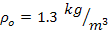 ρₒ = 1.3 kg/m³